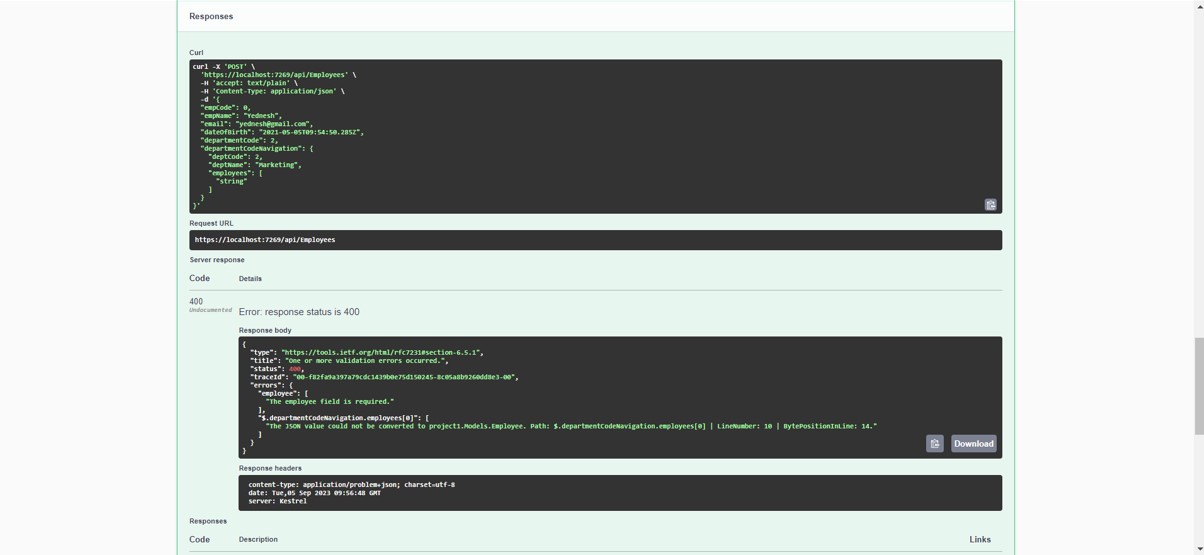 Responses
Curl
curl -X 'POST' \
'https://localhost:7269/api/Employees' \
-H 'accept: text/plain' \
-H 'Content-Type: application/json' \
-d '{
"empCode": 0,
"empName": "Yednesh",
"email": "yednesh@gmail.com",
"dateOfBirth": "2021-05-05T09:54:50.285Z",
"departmentCode": 2,
"departmentCodeNavigation": {
"deptCode": 2,
"deptName": "Marketing",
"employees": [
"string"
]
}
}'
Request URL
https://localhost:7269/api/Employees
Server response
Code Details
400
Undocumented
Error: response status is 400
Response body
{
"type": "https://tools.ietf.org/html/rfc7231#section-6.5.1",
"title": "One or more validation errors occurred.",
"status": 400,
"traceId": "00-f82fa9a397a79cdc1439b0e75d150245-8c05a8b9260dd8e3-00",
"errors": {
"employee": [
"The employee field is required."
],
"$.departmentCodeNavigation.employees[0]": [
"The JSON value could not be converted to project1.Models.Employee. Path: $.departmentCodeNavigation.employees[0] | LineNumber: 10 | BytePositionInLine: 14."
]
}
}
Download
Response headers
content-type: application/problem+json; charset=utf-8
date: Tue,05 Sep 2023 09:56:48 GMT
server: Kestrel
Responses
Code Description Links